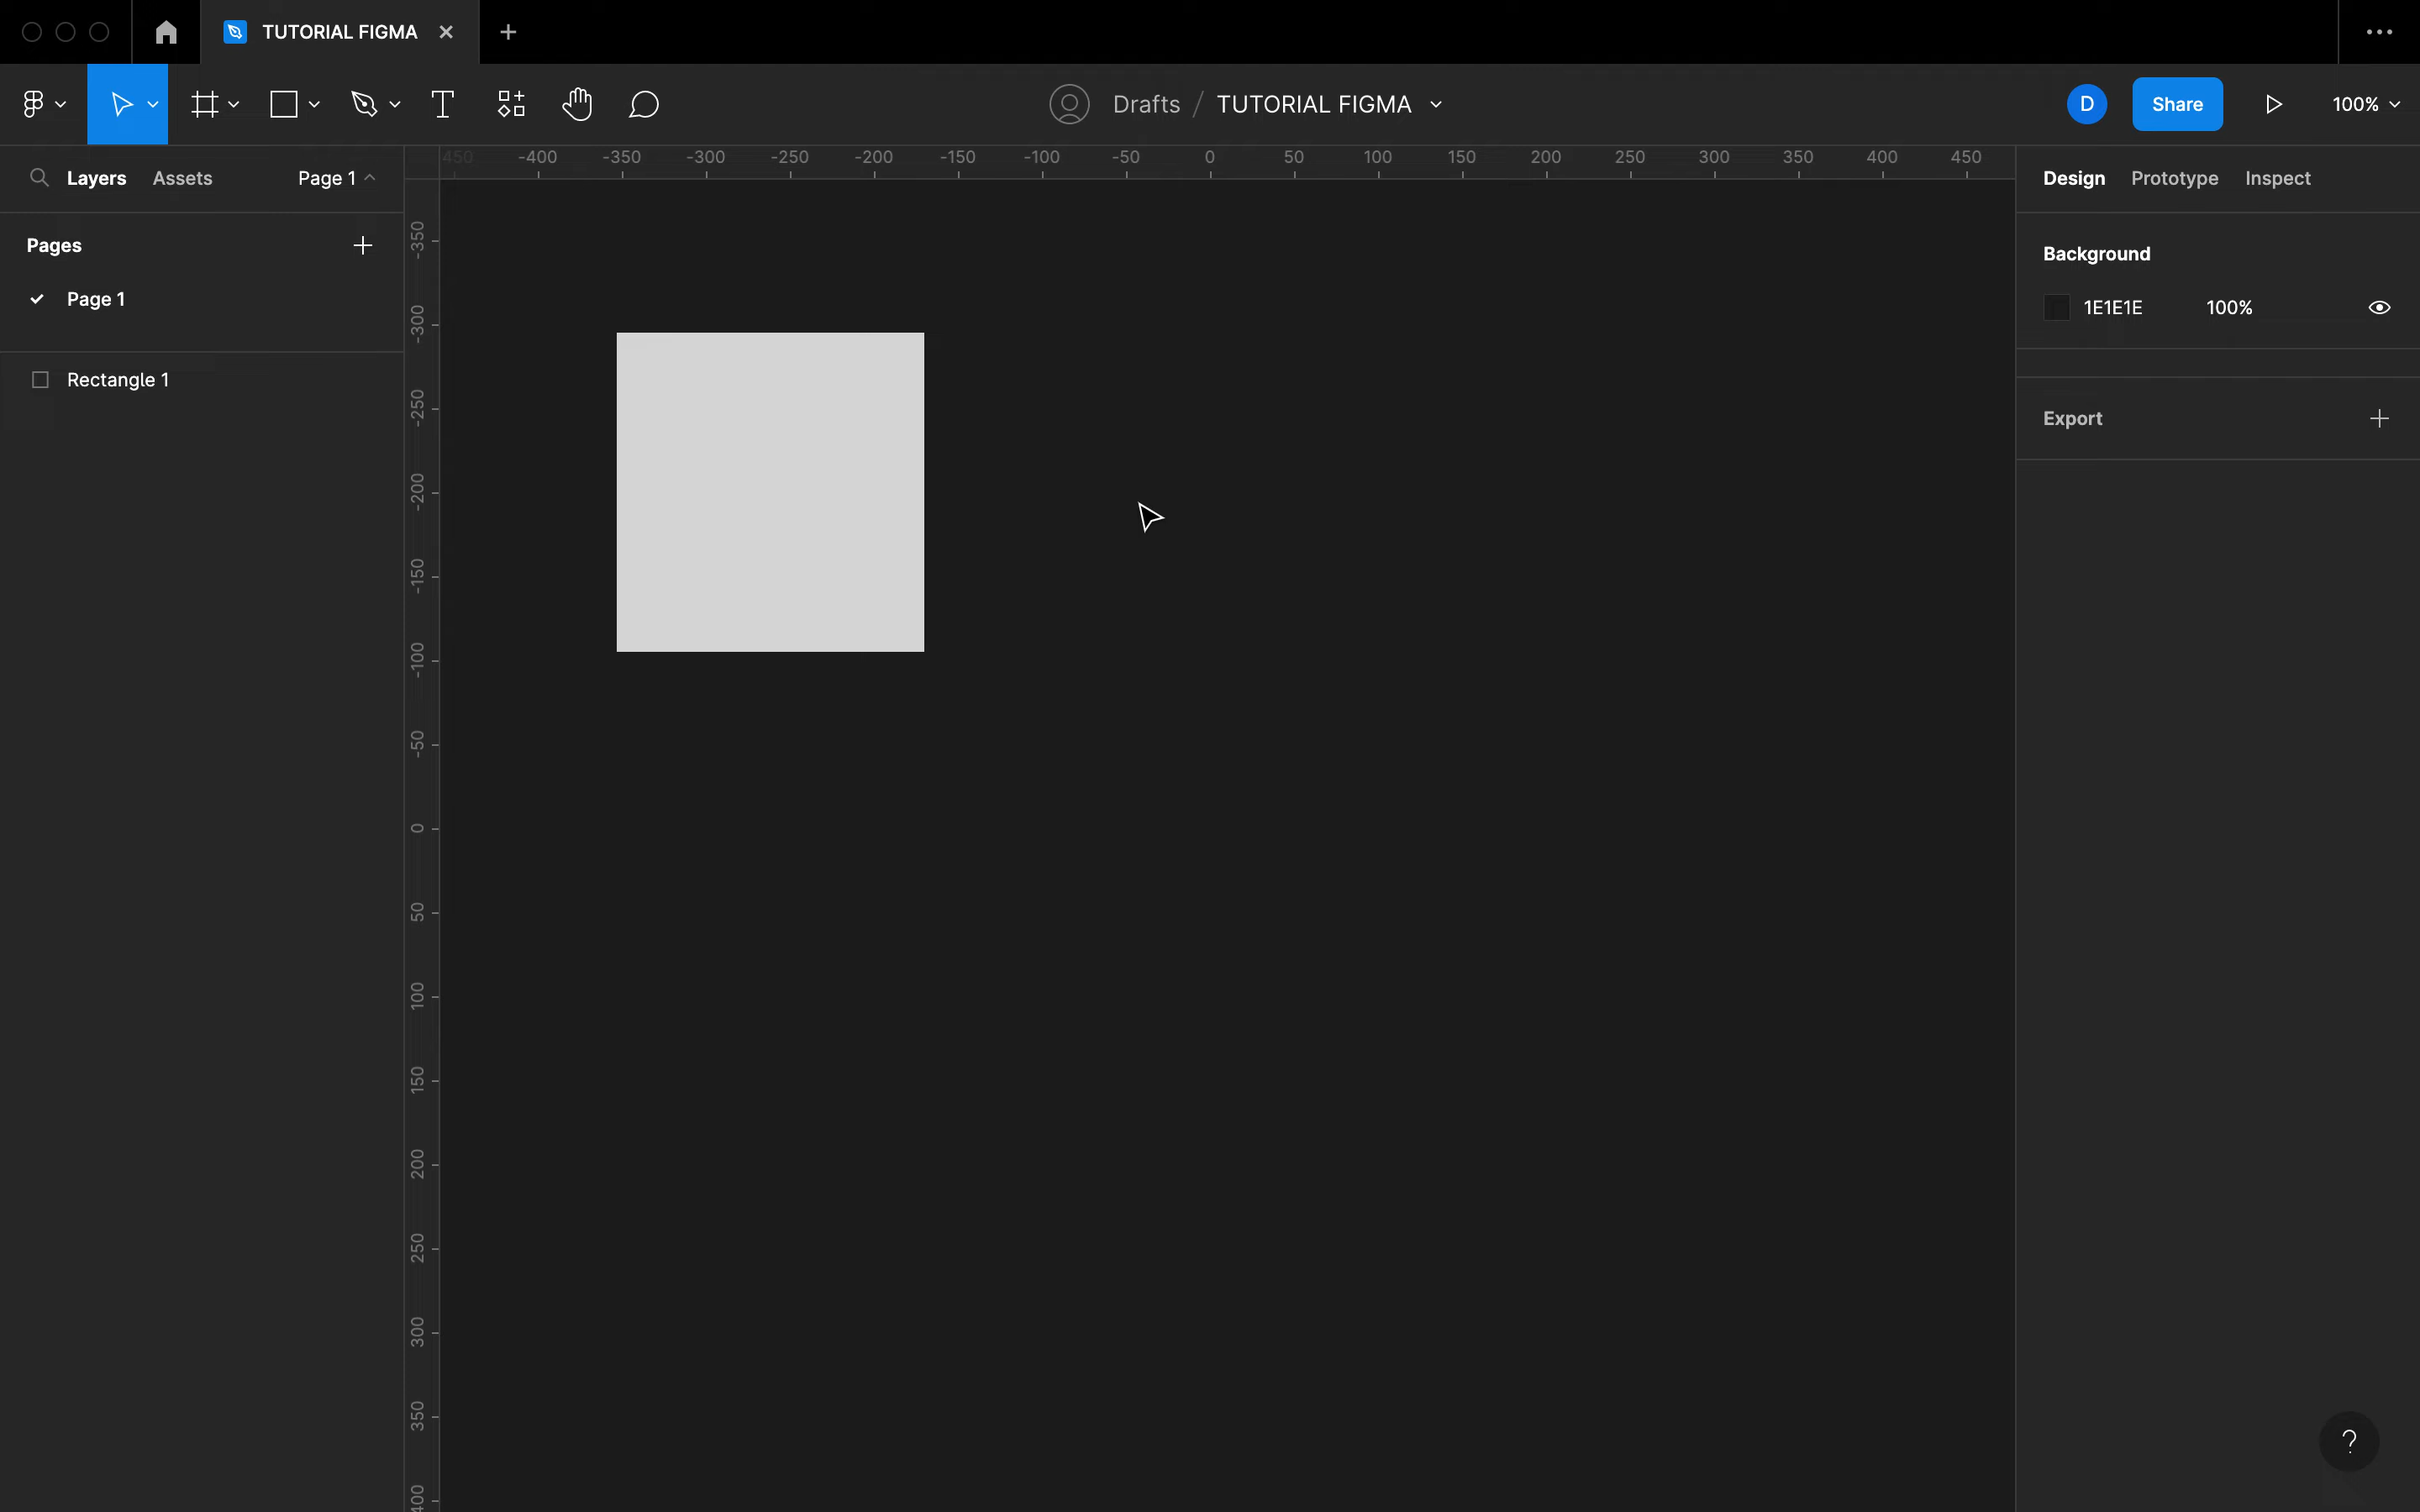 TUTORIAL FIGMA
Drafts / TUTORIAL FIGMA
D
Share
100%
Layers Assets Page 1
450 -400 -350 -300 -250 -200 -150 -100 -50 0 50 100 150 200 250 300 350 400 450
Design Prototype Inspect
Pages
Page 1
Rectangle 1
Background
1E1E1E 100%
Export
-350
-300
-250
-200
-150
-100
-50
0
50
100
150
200
250
300
350
400
?